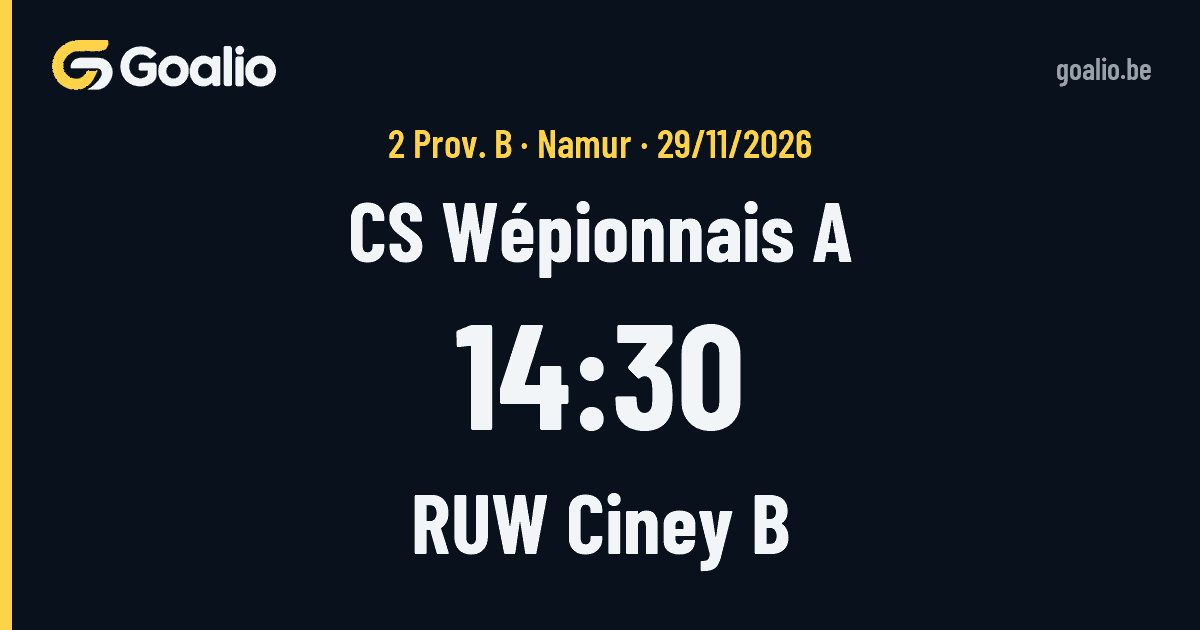 Goalio
goalio.be
2 Prov. B · Namur · 29/11/2026
CS Wépionnais A
14:30
RUW Ciney B